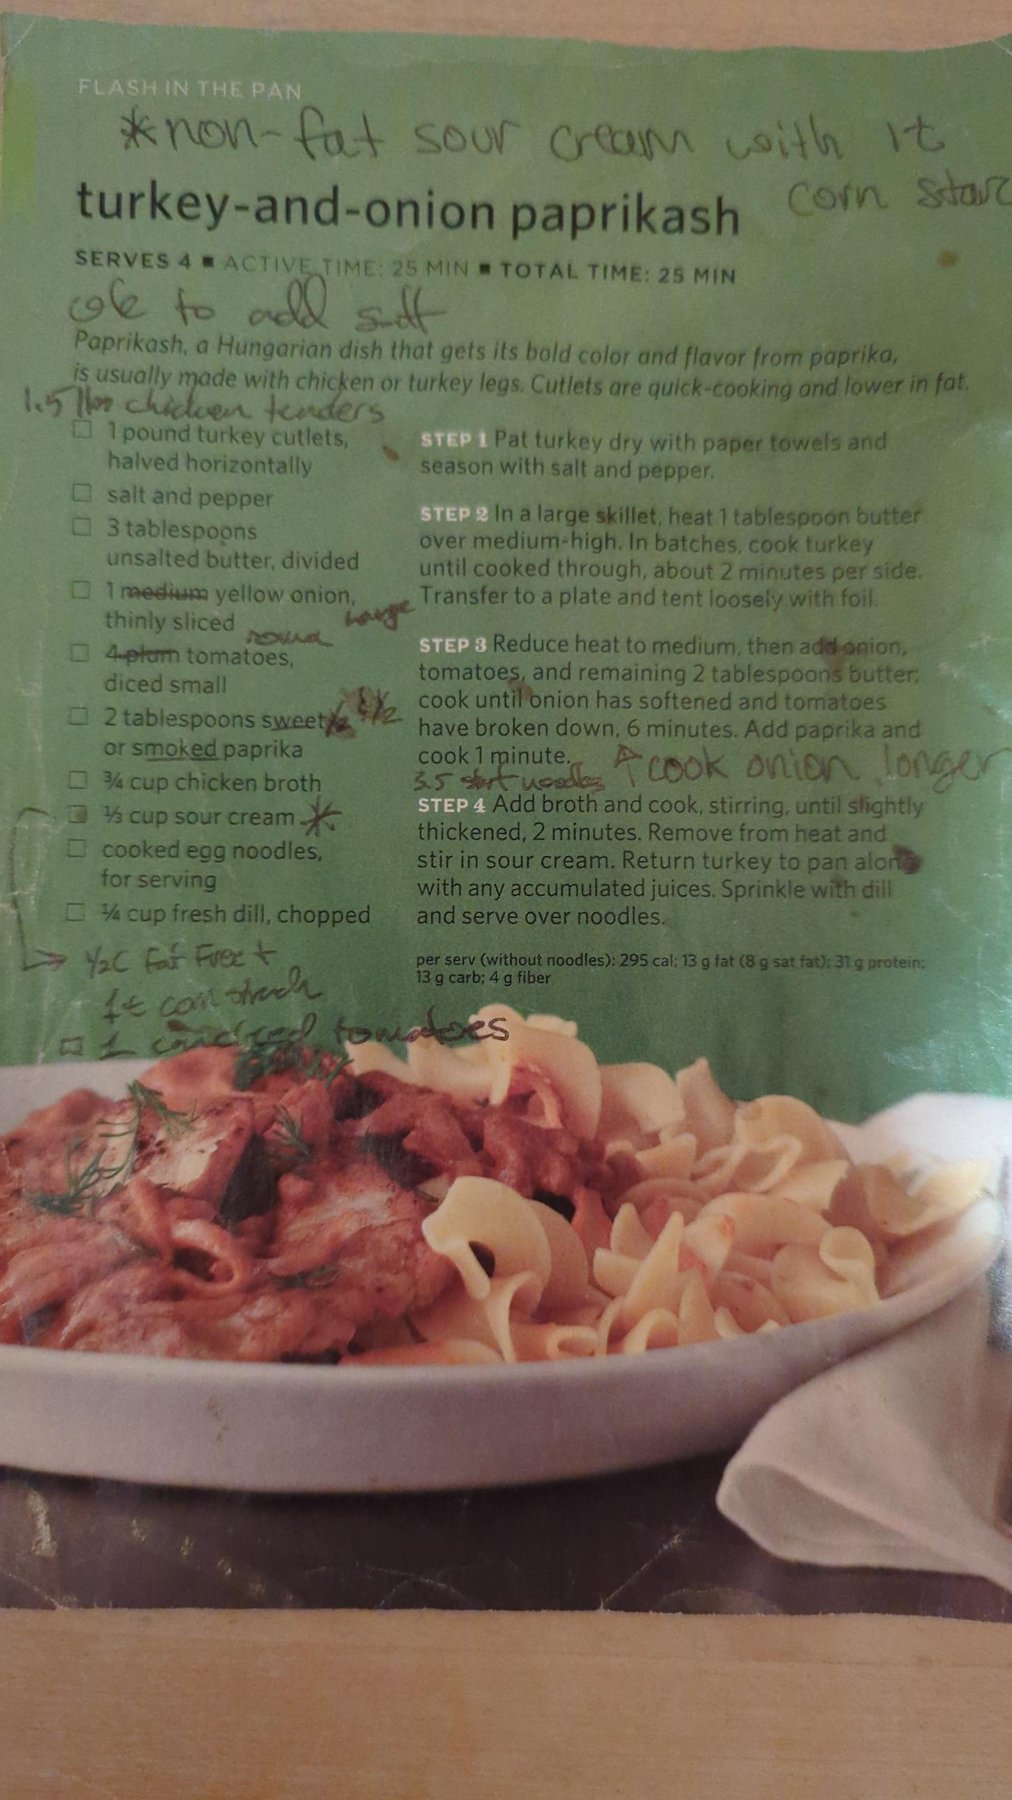 FLASH IN THE PAN
*non-fat sour cream with 1t
corn starc
turkey-and-onion paprikash
SERVES 4 ■ ACTIVE TIME: 25 MIN ■ TOTAL TIME: 25 MIN
ok to add salt
Paprikash, a Hungarian dish that gets its bold color and flavor from paprika,
is usually made with chicken or turkey legs. Cutlets are quick-cooking and lower in fat.
1.5 lbs chicken tenders
1 pound turkey cutlets,
halved horizontally
salt and pepper
3 tablespoons
unsalted butter, divided
1 medium yellow onion,
thinly sliced
large
roma
4 plum tomatoes,
diced small
2 tablespoons sweet 1/2
or smoked paprika
¾ cup chicken broth
⅓ cup sour cream *
cooked egg noodles,
for serving
¼ cup fresh dill, chopped
1/2 C Fat Free +
1t corn starch
1 can diced tomatoes
STEP 1 Pat turkey dry with paper towels and
season with salt and pepper.
STEP 2 In a large skillet, heat 1 tablespoon butter
over medium-high. In batches, cook turkey
until cooked through, about 2 minutes per side.
Transfer to a plate and tent loosely with foil.
STEP 3 Reduce heat to medium, then add onion,
tomatoes, and remaining 2 tablespoons butter;
cook until onion has softened and tomatoes
have broken down, 6 minutes. Add paprika and
cook 1 minute.
↑ cook onion longer
3.5 start noodles
STEP 4 Add broth and cook, stirring, until slightly
thickened, 2 minutes. Remove from heat and
stir in sour cream. Return turkey to pan along
with any accumulated juices. Sprinkle with dill
and serve over noodles.
per serv (without noodles): 295 cal; 13 g fat (8 g sat fat); 31 g protein;
13 g carb; 4 g fiber